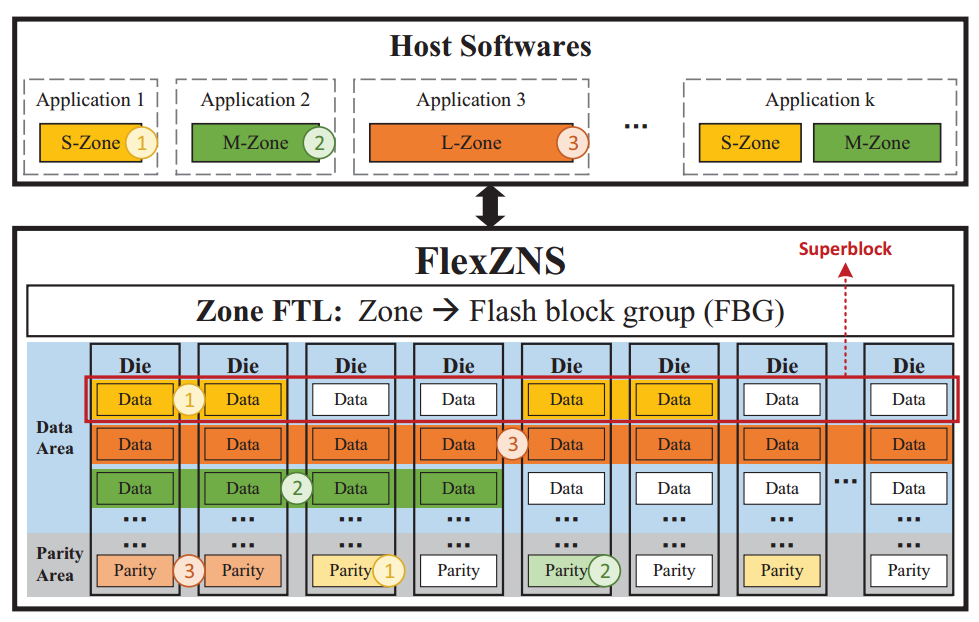 Host Softwares
Application 1 Application 2 Application 3 Application k
S-Zone 1 M-Zone 2 L-Zone 3 ... S-Zone M-Zone
Superblock
FlexZNS
Zone FTL: Zone → Flash block group (FBG)
Die Die Die Die Die Die Die Die
Data Area
Data 1 Data Data Data Data Data Data Data
Data Data Data Data 3 Data Data Data Data
Data Data 2 Data Data Data Data Data ... Data
... ... ... ... ... ... ... ...
Parity Area
... ... ... ... ... ... ... ...
Parity 3 Parity Parity 1 Parity Parity 2 Parity Parity Parity